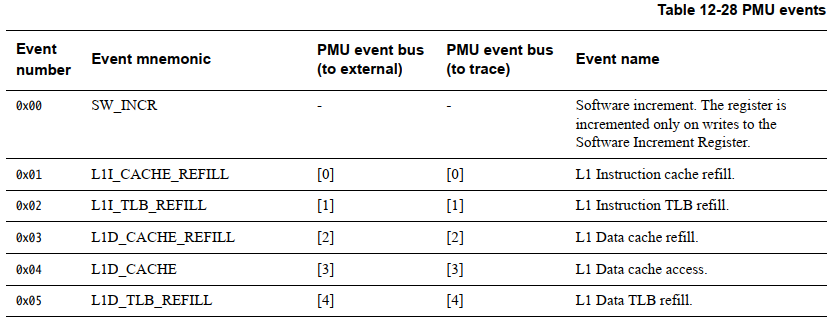 Table 12-28 PMU events
Event number Event mnemonic PMU event bus (to external) PMU event bus (to trace) Event name
0x00 SW_INCR - - Software increment. The register is
incremented only on writes to the
Software Increment Register.
0x01 L1I_CACHE_REFILL [0] [0] L1 Instruction cache refill.
0x02 L1I_TLB_REFILL [1] [1] L1 Instruction TLB refill.
0x03 L1D_CACHE_REFILL [2] [2] L1 Data cache refill.
0x04 L1D_CACHE [3] [3] L1 Data cache access.
0x05 L1D_TLB_REFILL [4] [4] L1 Data TLB refill.